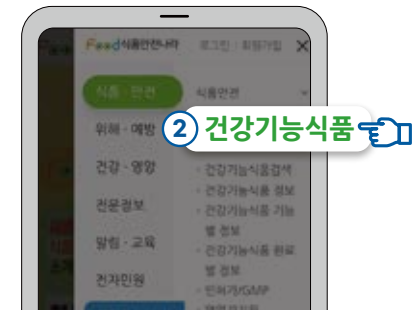 Food식품안전나라 로그인 회원가입 X
식품·안전 식품안전
위해·예방
② 건강기능식품
건강·영양
· 건강기능식품검색
· 건강기능식품 정보
전문정보
· 건강기능식품 기능
별 정보
알림·교육
· 건강기능식품 원료
별 정보
전자민원
· 인허가/GMP